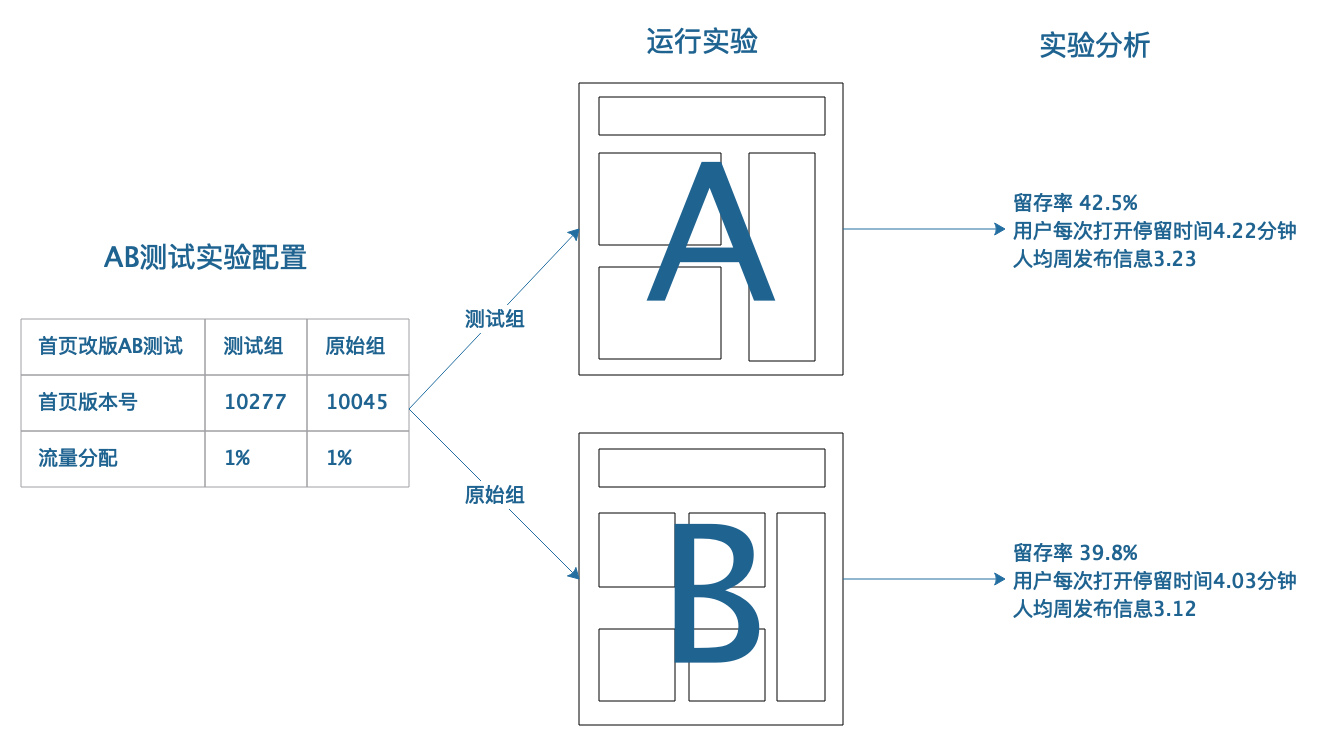 运行实验
实验分析
AB测试实验配置
首页改版AB测试 测试组 原始组
首页版本号 10277 10045
流量分配 1% 1%
测试组
原始组
A
B
留存率 42.5%
用户每次打开停留时间4.22分钟
人均周发布信息3.23
留存率 39.8%
用户每次打开停留时间4.03分钟
人均周发布信息3.12